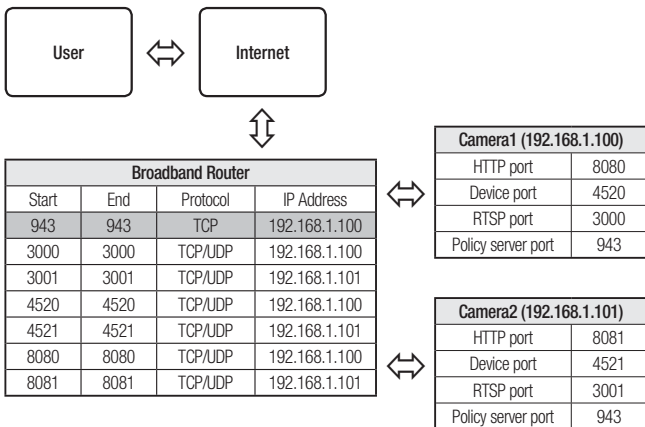 User
Internet
Broadband Router
Start End Protocol IP Address
943 943 TCP 192.168.1.100
3000 3000 TCP/UDP 192.168.1.100
3001 3001 TCP/UDP 192.168.1.101
4520 4520 TCP/UDP 192.168.1.100
4521 4521 TCP/UDP 192.168.1.101
8080 8080 TCP/UDP 192.168.1.100
8081 8081 TCP/UDP 192.168.1.101
Camera1 (192.168.1.100)
HTTP port 8080
Device port 4520
RTSP port 3000
Policy server port 943
Camera2 (192.168.1.101)
HTTP port 8081
Device port 4521
RTSP port 3001
Policy server port 943